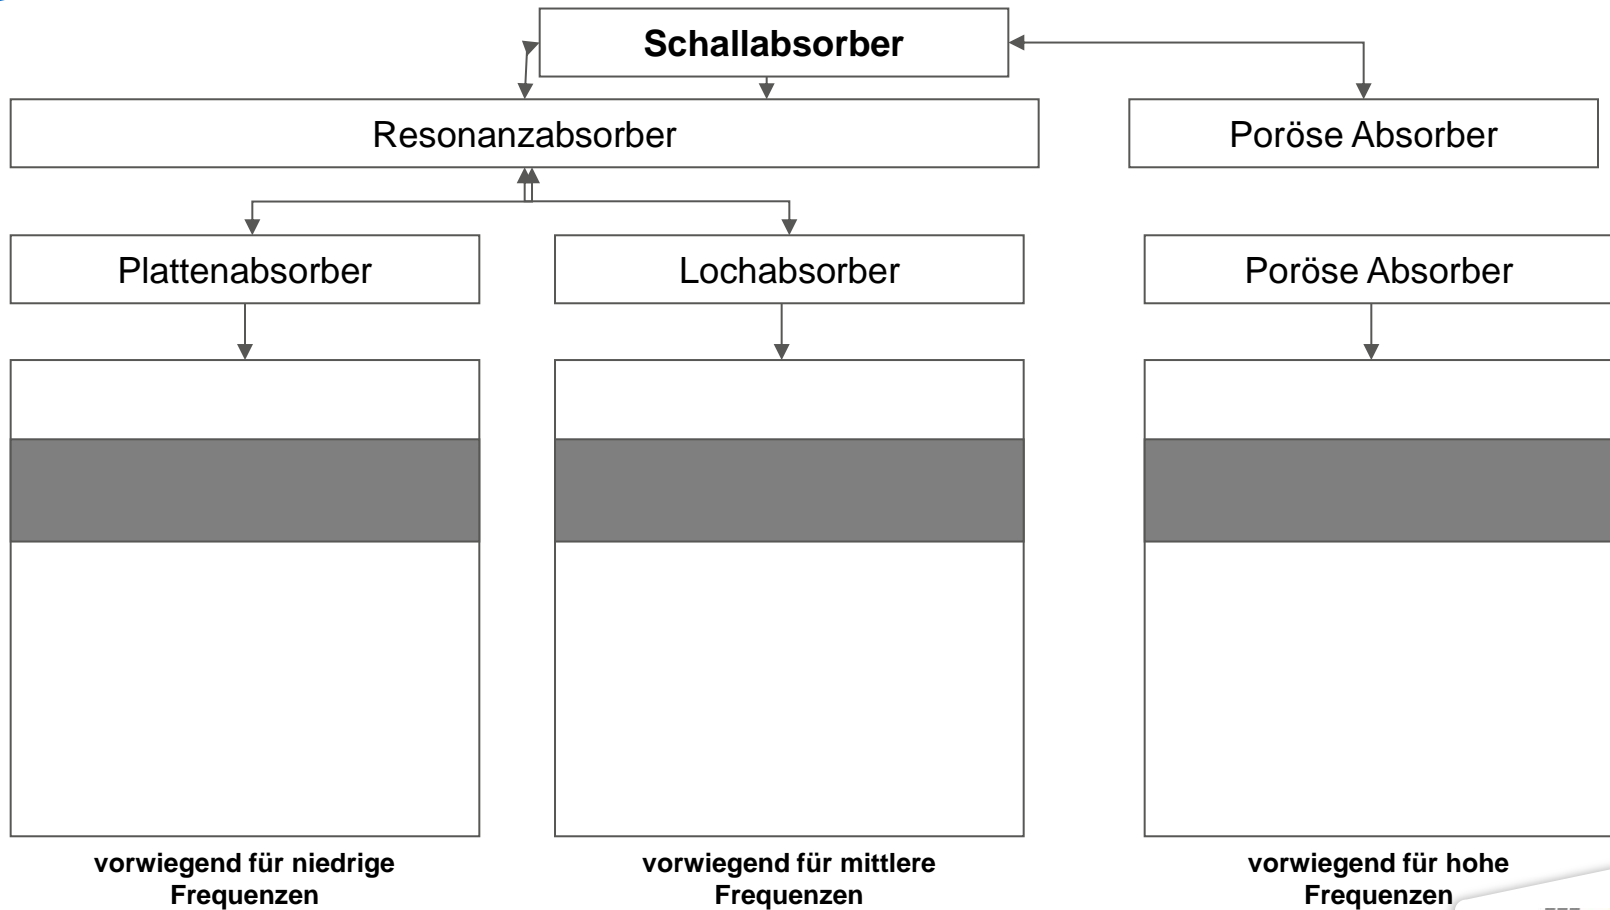 Schallabsorber
Resonanzabsorber
Poröse Absorber
Plattenabsorber
Lochabsorber
Poröse Absorber
vorwiegend für niedrige
Frequenzen
vorwiegend für mittlere
Frequenzen
vorwiegend für hohe
Frequenzen